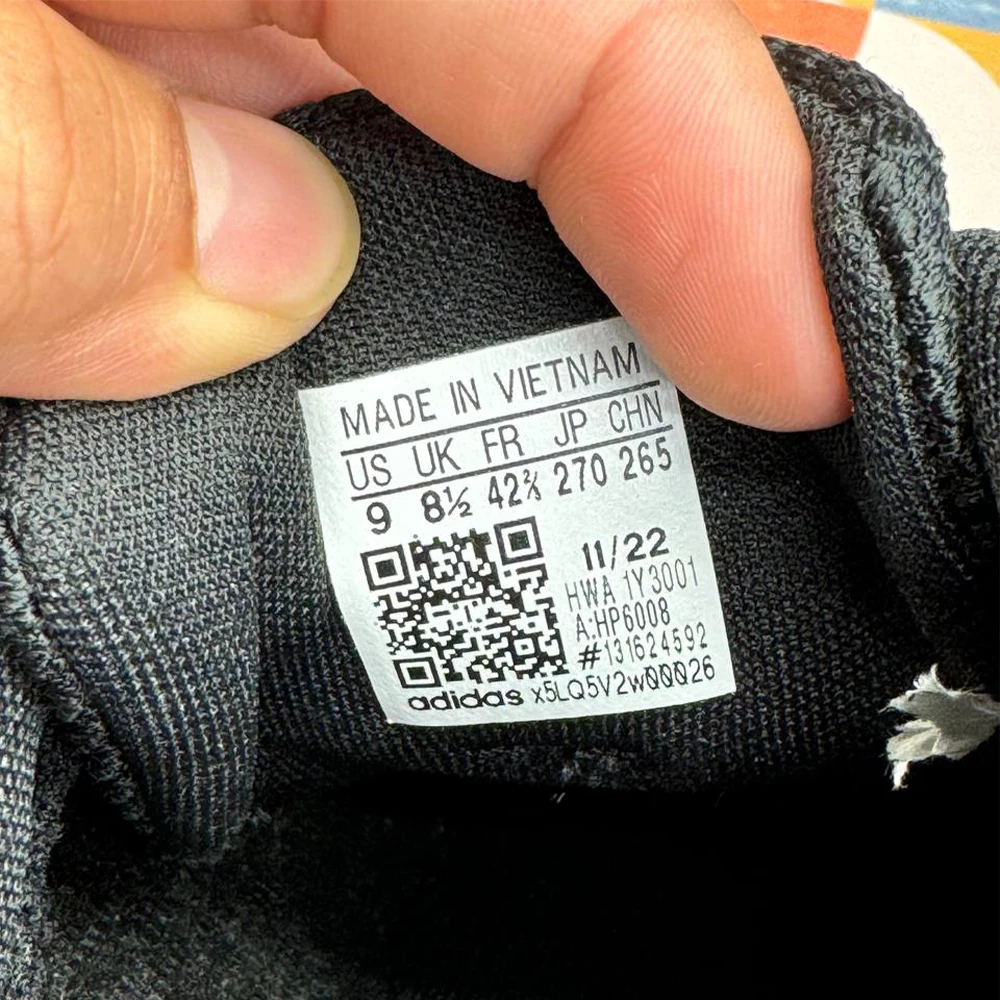 MADE IN VIETNAM
US UK FR JP CHN
9 8½ 42⅔ 270 265
11/22
HWA 1Y3001
A:HP6008
#131624592
adidas x5LQ5V2w00026